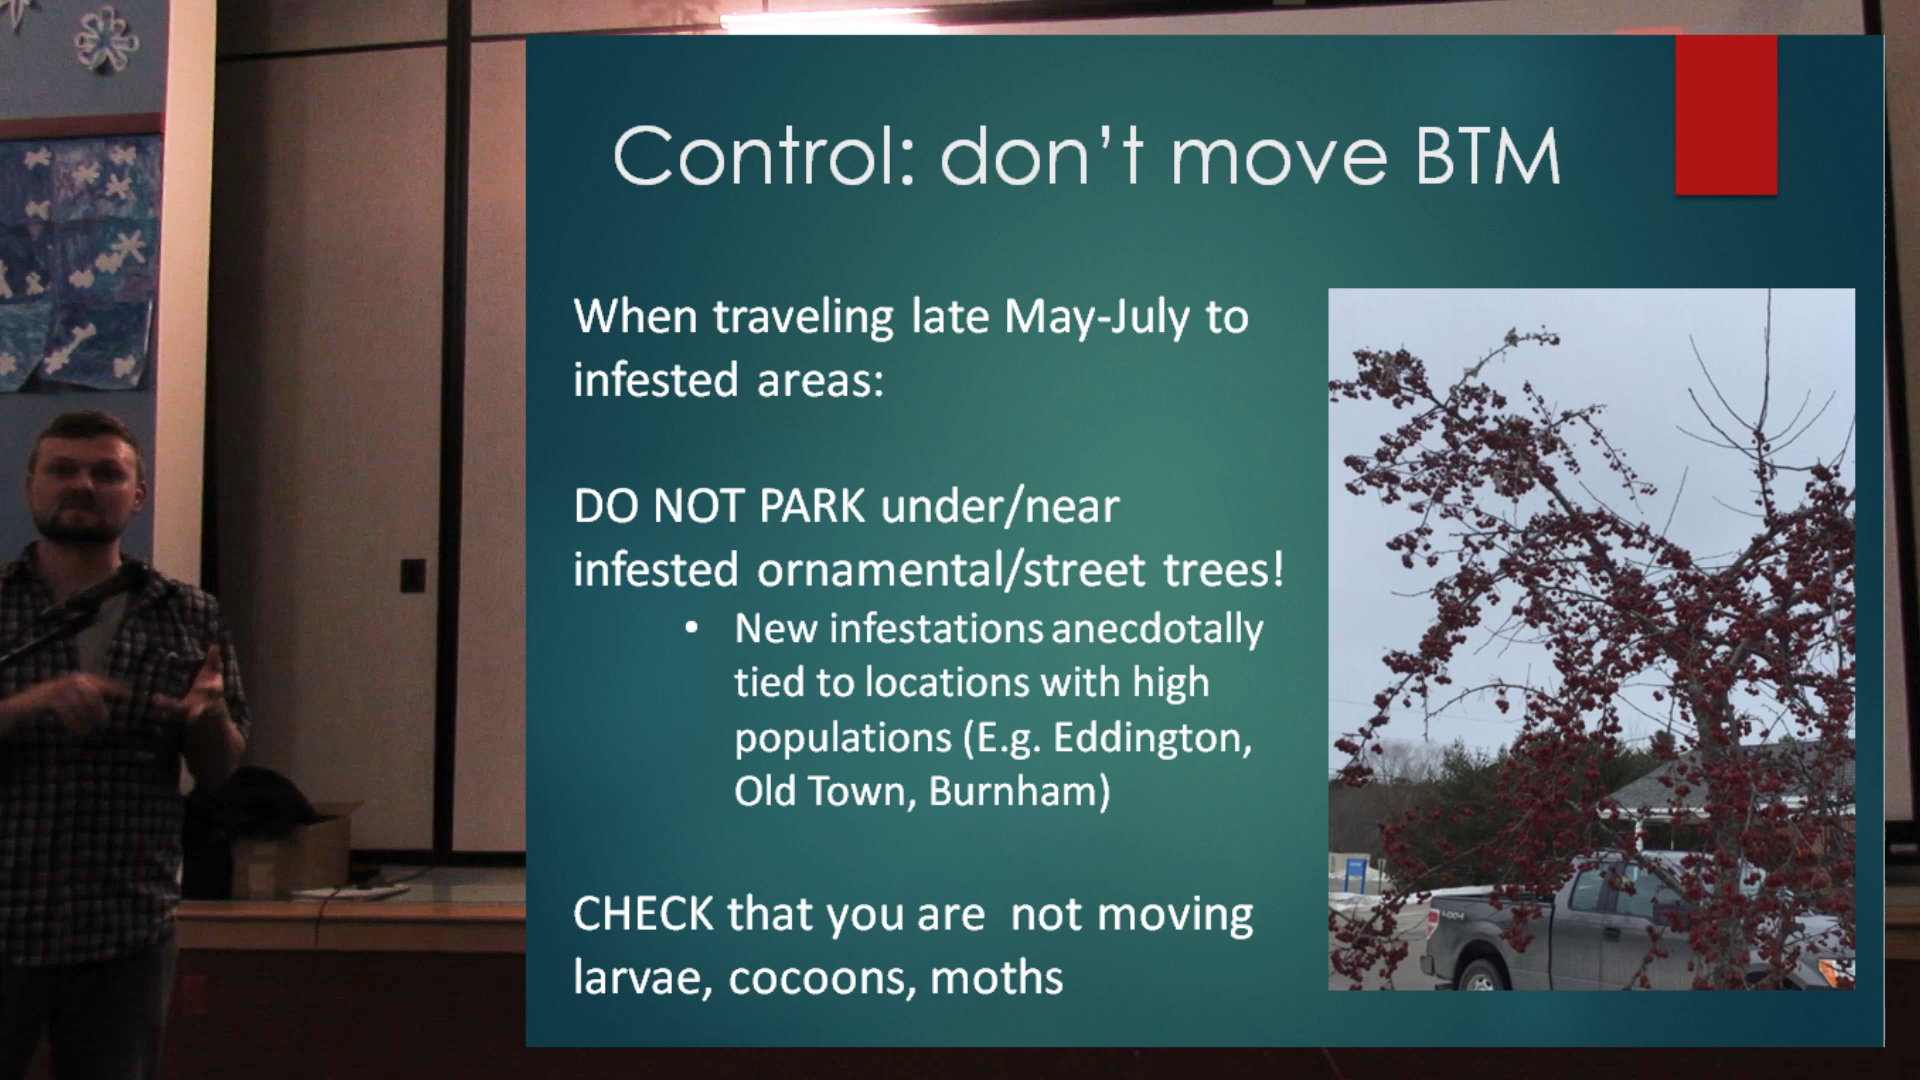 Control: don't move BTM
When traveling late May-July to
infested areas:
DO NOT PARK under/near
infested ornamental/street trees!
• New infestations anecdotally
tied to locations with high
populations (E.g. Eddington,
Old Town, Burnham)
CHECK that you are not moving
larvae, cocoons, moths
4x4